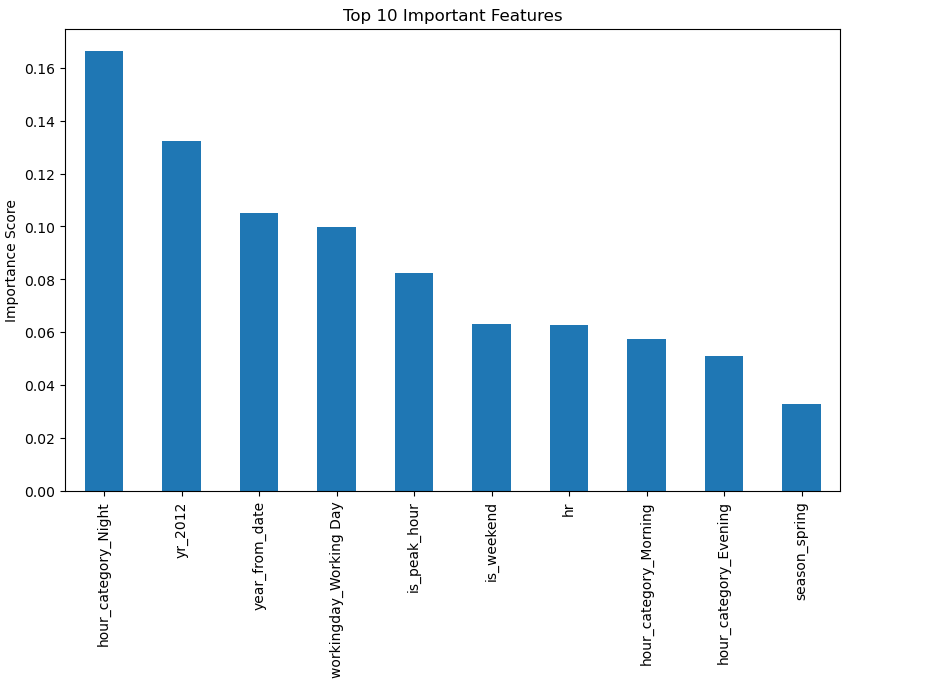 Top 10 Important Features
Importance Score
0.16
0.14
0.12
0.10
0.08
0.06
0.04
0.02
0.00
hour_category_Night
yr_2012
year_from_date
workingday_Working Day
is_peak_hour
is_weekend
hr
hour_category_Morning
hour_category_Evening
season_spring